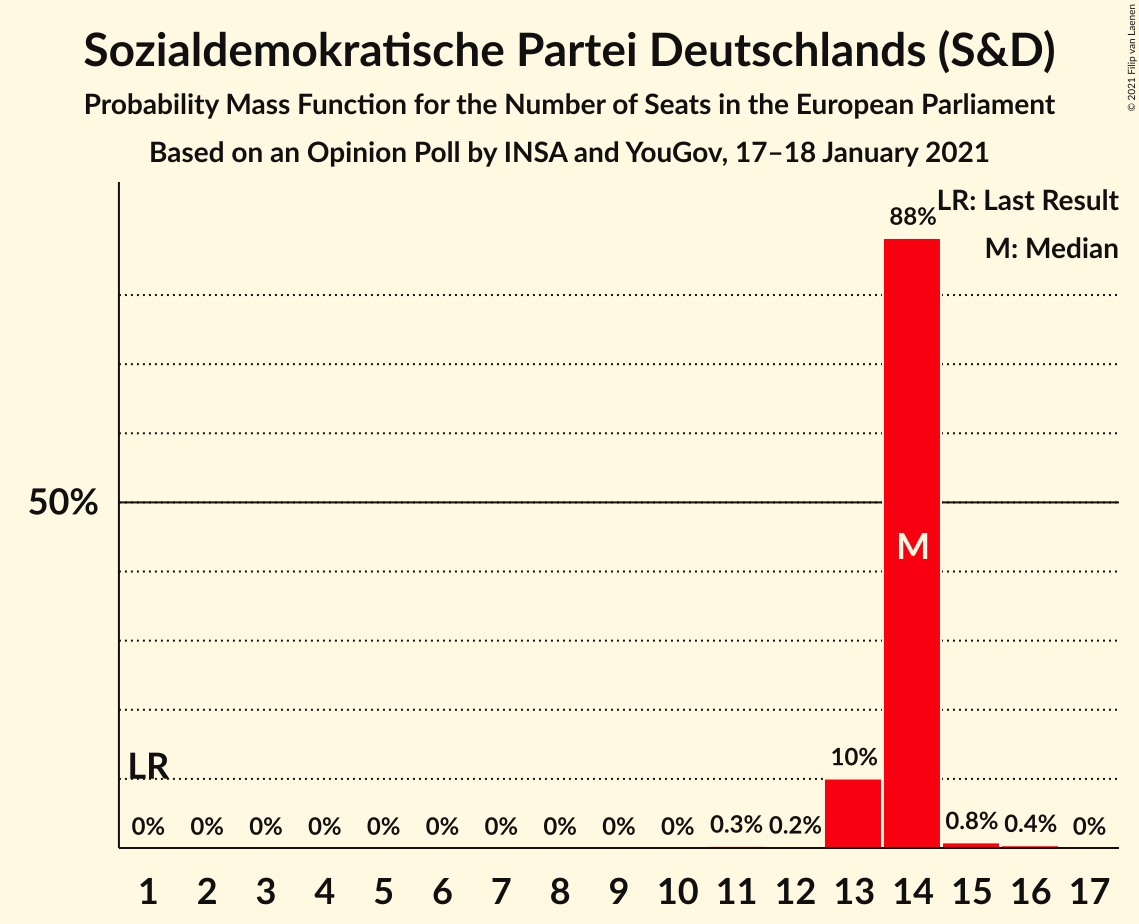 Sozialdemokratische Partei Deutschlands (S&D)
Probability Mass Function for the Number of Seats in the European Parliament
Based on an Opinion Poll by INSA and YouGov, 17–18 January 2021
© 2021 Filip van Laenen
LR: Last Result
M: Median
88%
50%
M
LR
10%
0% 0% 0% 0% 0% 0% 0% 0% 0% 0% 0.3% 0.2% 0.8% 0.4% 0%
1 2 3 4 5 6 7 8 9 10 11 12 13 14 15 16 17